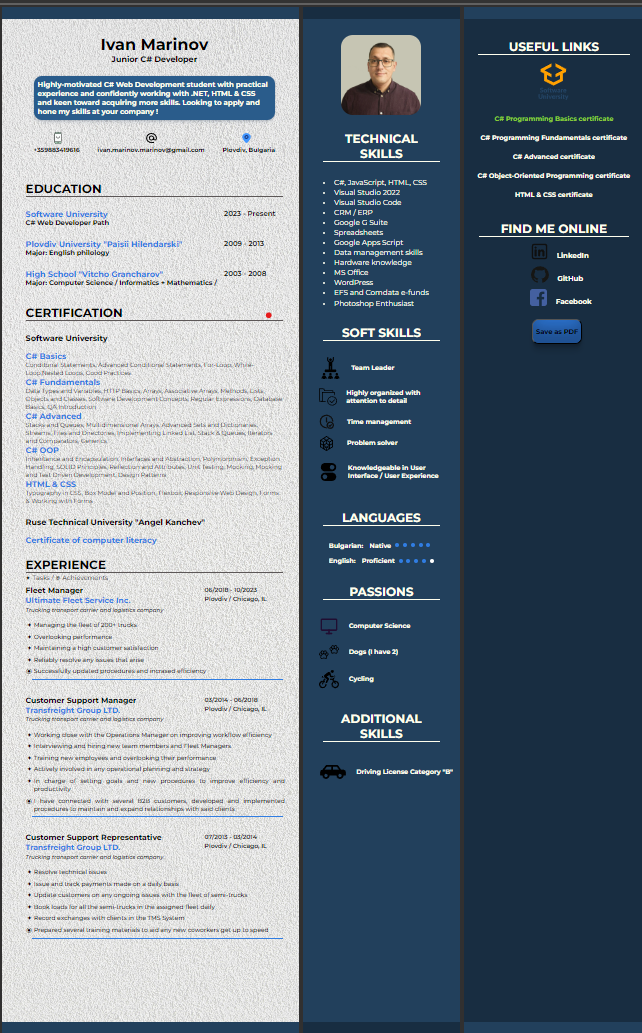 Ivan Marinov
Junior C# Developer
Highly-motivated C# Web Development student with practical
experience and confidently working with .NET, HTML & CSS
and keen toward acquiring more skills. Looking to apply and
hone my skills at your company !
+359883419616
ivan.marinov.marinov@gmail.com
Plovdiv, Bulgaria
EDUCATION
Software University
2023 - Present
C# Web Developer Path
Plovdiv University "Paisii Hilendarski"
2009 - 2013
Major: English philology
High School "Vitcho Grancharov"
2003 - 2008
Major: Computer Science / Informatics + Mathematics /
CERTIFICATION
Software University
C# Basics
Conditional Statements, Advanced Conditional Statements, For-Loop, While-
Loop,Nested Loops, Good Practices
C# Fundamentals
Data Types and Variables, HTTP Basics, Arrays, Associative Arrays, Methods, Lists,
Objects and Classes, Software Development Concepts, Regular Expressions, Database
Basics, QA Introduction
C# Advanced
Stacks and Queues, Multidimensional Arrays, Advanced Sets and Dictionaries,
Streams, Files and Directories, Implementing Linked List, Stack & Queues, Iterators
and Comparators, Generics
C# OOP
Inheritance and Encapsulation, Interfaces and Abstraction, Polymorphism, Exception
Handling, SOLID Principles, Reflection and Attributes, Unit Testing, Mocking, Mocking
and Test Driven Development, Design Patterns
HTML & CSS
Typography in CSS, Box Model and Position, Flexbox, Responsive Web Design, Forms
& Working with Forms
Ruse Technical University "Angel Kanchev"
Certificate of computer literacy
EXPERIENCE
Tasks / Achievements
Fleet Manager
06/2018 - 10/2023
Ultimate Fleet Service Inc.
Plovdiv / Chicago, IL
Trucking transport carrier and logistics company
Managing the fleet of 200+ trucks
Overlooking performance
Maintaining a high customer satisfaction
Reliably resolve any issues that arise
Successfully updated procedures and incrased efficiency
Customer Support Manager
03/2014 - 06/2018
Transfreight Group LTD.
Plovdiv / Chicago, IL
Trucking transport carrier and logistics company
Working close with the Operations Manager on improving workflow efficiency
Interviewing and hiring new team members and Fleet Managers
Training new employees and overlooking their performance
Actively involved in any operational planning and strategy
In charge of setting goals and new procedures to improve efficiency and
productivity
I have connected with several B2B customers, developed and implemented
procedures to maintain and expand relationships with said clients
Customer Support Representative
07/2013 - 03/2014
Transfreight Group LTD.
Plovdiv / Chicago, IL
Trucking transport carrier and logistics company
Resolve technical issues
Issue and track payments made on a daily basis
Update customers on any ongoing issues with the fleet of semi-trucks
Book loads for all the semi-trucks in the assigned fleet daily
Record exchanges with clients in the TMS System
Prepared several training materials to aid any new coworkers get up to speed
TECHNICAL
SKILLS
C#, JavaScript, HTML, CSS
Visual Studio 2022
Visual Studio Code
CRM / ERP
Google G Suite
Spreadsheets
Google Apps Script
Data management skills
Hardware knowledge
MS Office
WordPress
EFS and Comdata e-funds
Photoshop Enthusiast
SOFT SKILLS
Team Leader
Highly organized with
attention to detail
Time management
Problem solver
Knowledgeable in User
Interface / User Experience
LANGUAGES
Bulgarian: Native
English: Proficient
PASSIONS
Computer Science
Dogs (I have 2)
Cycling
ADDITIONAL
SKILLS
Driving License Category "B"
USEFUL LINKS
Software
University
C# Programming Basics certificate
C# Programming Fundamentals certificate
C# Advanced certificate
C# Object-Oriented Programming certificate
HTML & CSS certificate
FIND ME ONLINE
LinkedIn
GitHub
Facebook
Save as PDF